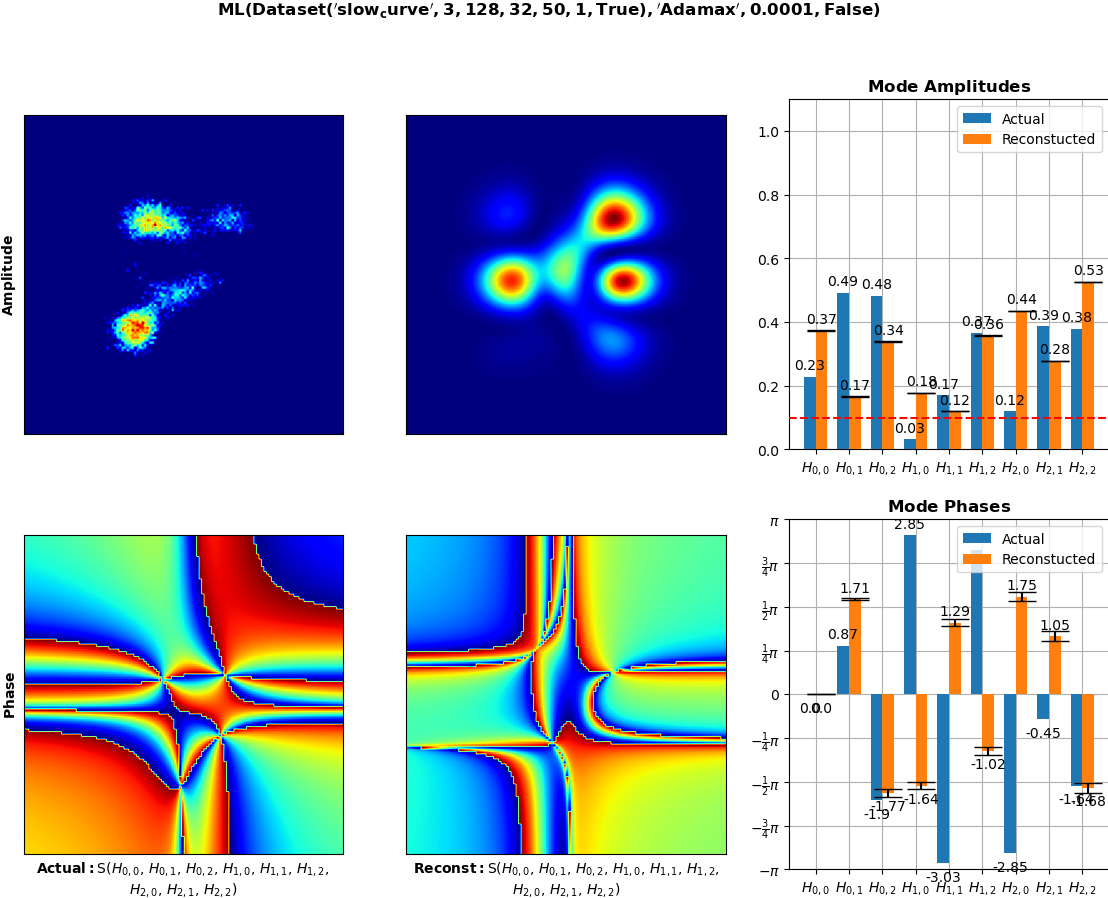 ML(Dataset('slow_curve', 3, 128, 32, 50, 1, True), 'Adamax', 0.0001, False)
Amplitude
Mode Amplitudes
Actual
Reconstucted
1.0
0.8
0.6
0.4
0.2
0.0
0.23
0.37
0.49
0.17
0.48
0.34
0.03
0.18
0.17
0.12
0.37
0.36
0.12
0.44
0.39
0.28
0.38
0.53
H0,0 H0,1 H0,2 H1,0 H1,1 H1,2 H2,0 H2,1 H2,2
Phase
Actual: S(H0,0, H0,1, H0,2, H1,0, H1,1, H1,2,
H2,0, H2,1, H2,2)
Reconst: S(H0,0, H0,1, H0,2, H1,0, H1,1, H1,2,
H2,0, H2,1, H2,2)
Mode Phases
Actual
Reconstucted
π
3/4π
1/2π
1/4π
0
−1/4π
−1/2π
−3/4π
−π
0.0
0.0
0.87
1.71
-1.9
-1.77
2.85
-1.64
-3.03
1.29
-1.02
-2.85
1.75
-0.45
1.05
-1.64
-1.68
H0,0 H0,1 H0,2 H1,0 H1,1 H1,2 H2,0 H2,1 H2,2